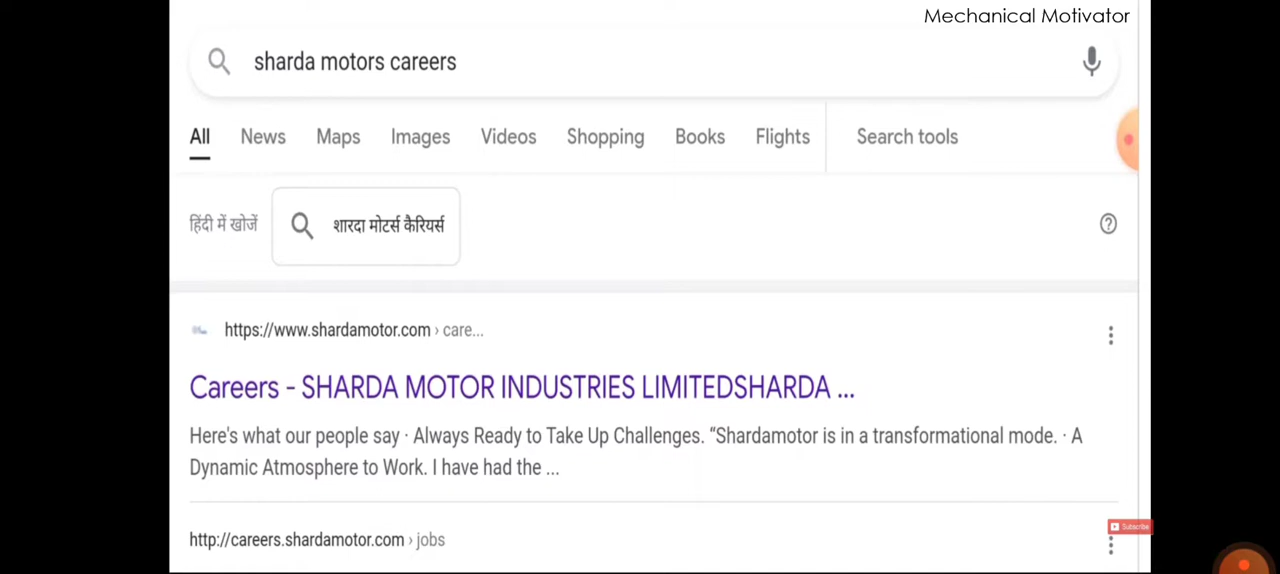 Mechanical Motivator
sharda motors careers
All News Maps Images Videos Shopping Books Flights Search tools
हिंदी में खोजें शारदा मोटर्स कैरियर्स
https://www.shardamotor.com › care...
Careers - SHARDA MOTOR INDUSTRIES LIMITEDSHARDA ...
Here's what our people say · Always Ready to Take Up Challenges. “Shardamotor is in a transformational mode. · A
Dynamic Atmosphere to Work. I have had the ...
Subscribe
http://careers.shardamotor.com › jobs